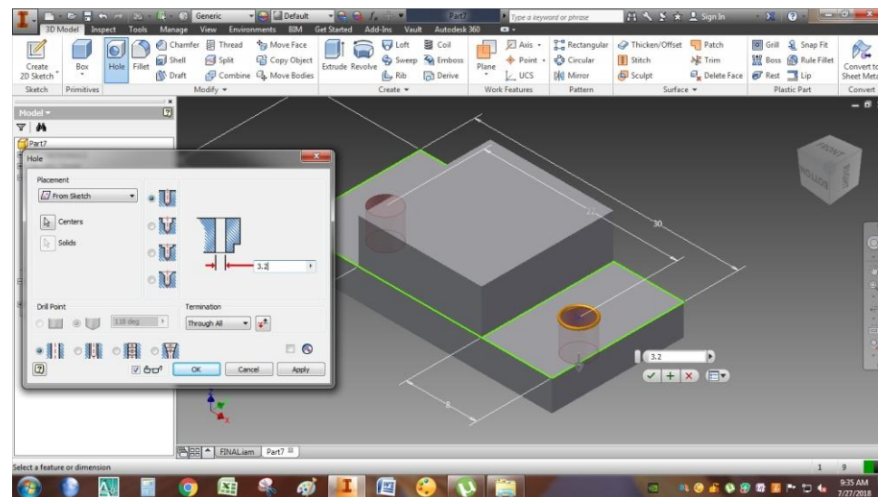 Generic
Default
Part7
Type a keyword or phrase
Sign In
3D Model Inspect Tools Manage View Environments BIM Get Started Add-Ins Vault Autodesk 360
Create
2D Sketch
Box
Hole
Fillet
Chamfer Thread Move Face
Shell Split Copy Object
Draft Combine Move Bodies
Extrude Revolve
Loft Coil
Sweep Emboss
Rib Derive
Plane
Axis
Point
UCS
Rectangular
Circular
Mirror
Thicken/Offset Patch
Stitch Trim
Sculpt Delete Face
Grill Snap Fit
Boss Rule Fillet
Rest Lip
Convert to
Sheet Meta
Sketch Primitives Modify Create Work Features Pattern Surface Plastic Part Convert
Model
Part7
Hole
Placement
From Sketch
Centers
Solids
3.2
Drill Point
118 deg
Termination
Through All
OK Cancel Apply
22
30
8
3.2
FRONT
RIGHT
BOTTOM
Z
X
FINALiam Part7
Select a feature or dimension
1 9
9:35 AM
7/27/2018